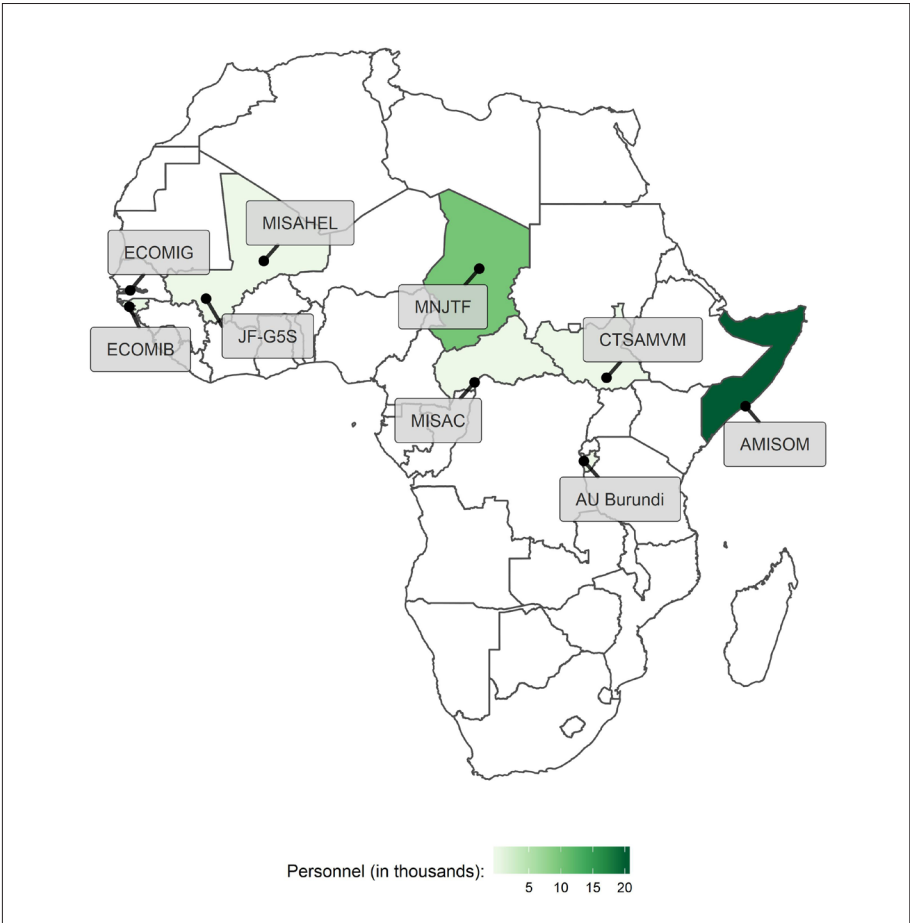 MISAHEL
ECOMIG
MNJTF
JF-G5S
ECOMIB
CTSAMVM
MISAC
AMISOM
AU Burundi
Personnel (in thousands):
5 10 15 20